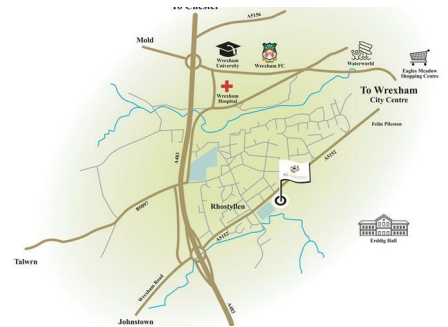 To Chester
A5156
Mold
Wrexham
University
Wrexham FC
Waterworld
Eagles Meadow
Shopping Centre
Wrexham
Hospital
To Wrexham
City Centre
Felin Puleston
A483
A5152
B5097
Rhostyllen
Erddig Hall
A5152
Talwrn
Wrexham Road
A483
Johnstown